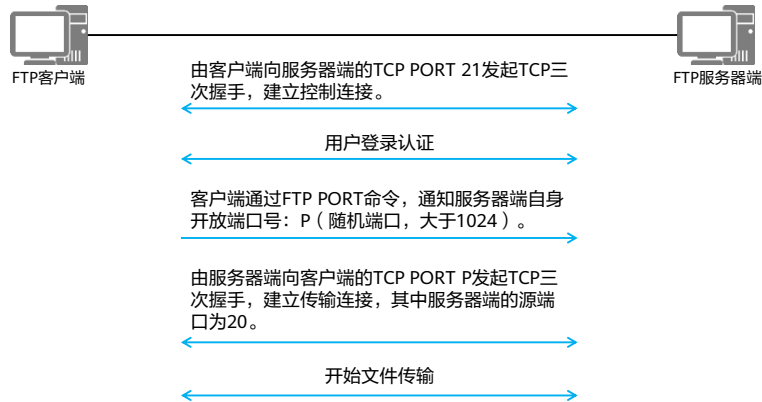 FTP客户端
FTP服务器端
由客户端向服务器端的TCP PORT 21发起TCP三
次握手，建立控制连接。
用户登录认证
客户端通过FTP PORT命令，通知服务器端自身
开放端口号：P（随机端口，大于1024）。
由服务器端向客户端的TCP PORT P发起TCP三
次握手，建立传输连接，其中服务器端的源端
口为20。
开始文件传输